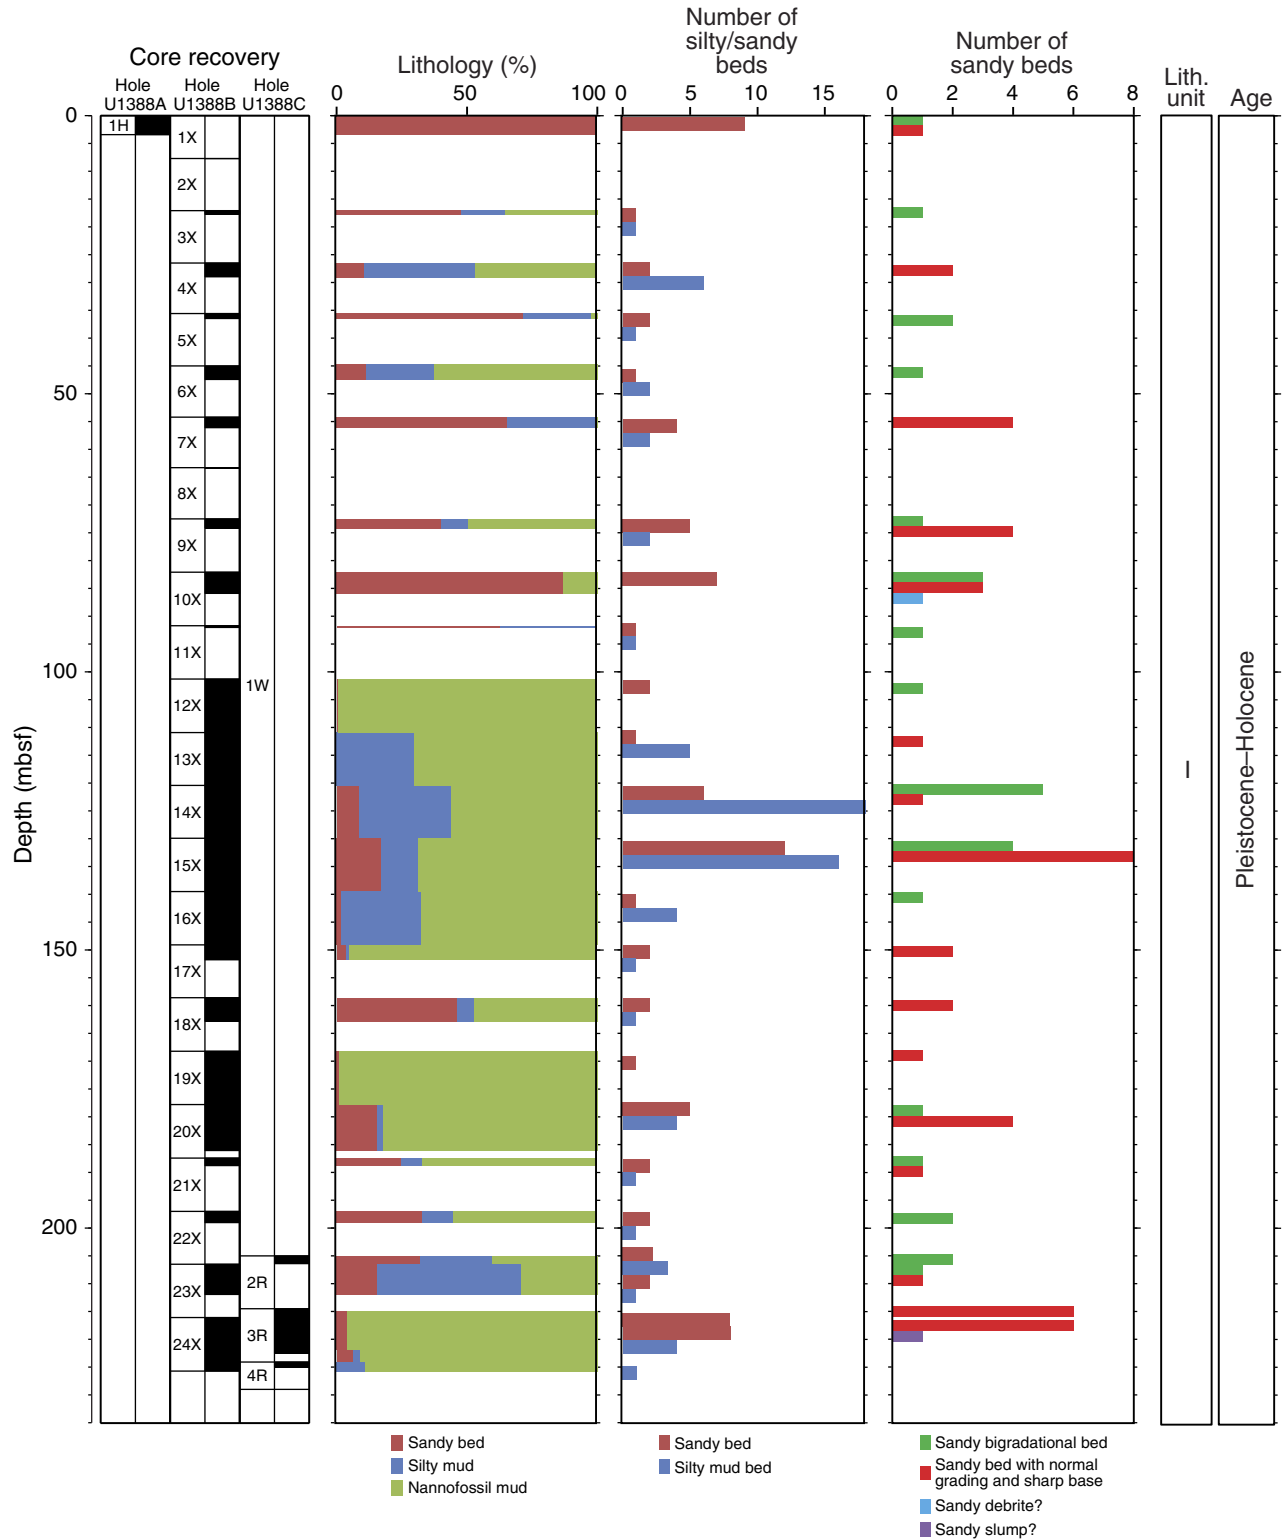 Core recovery
Hole
U1388A
Hole
U1388B
Hole
U1388C
Lithology (%)
0 50 100
Number of
silty/sandy
beds
0 5 10 15
Number of
sandy beds
0 2 4 6 8
Lith.
unit
Age
Depth (mbsf)
0
50
100
150
200
1H
1X
2X
3X
4X
5X
6X
7X
8X
9X
10X
11X
12X
13X
14X
15X
16X
17X
18X
19X
20X
21X
22X
23X
24X
1W
2R
3R
4R
I
Pleistocene–Holocene
Sandy bed
Silty mud
Nannofossil mud
Sandy bed
Silty mud bed
Sandy bigradational bed
Sandy bed with normal
grading and sharp base
Sandy debrite?
Sandy slump?